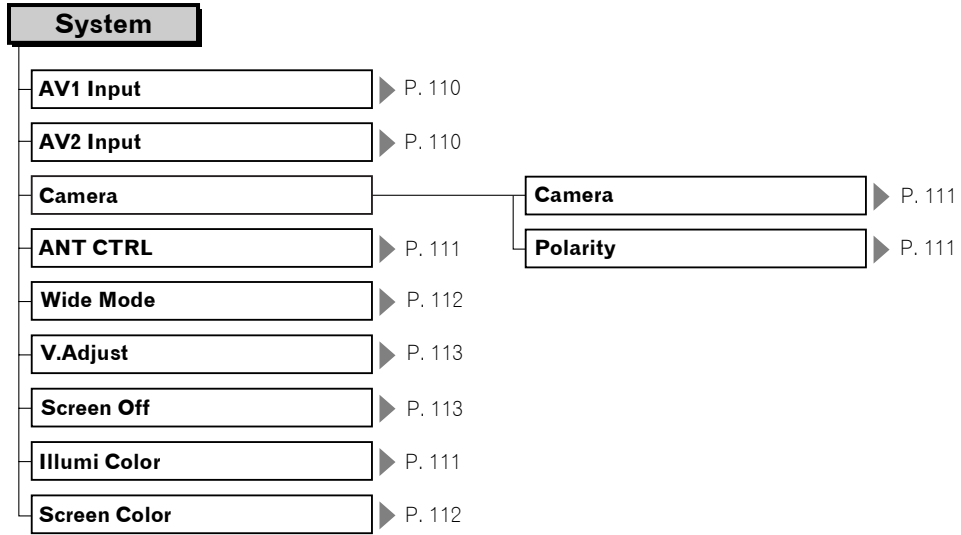 System
AV1 Input P. 110
AV2 Input P. 110
Camera Camera P. 111
ANT CTRL P. 111 Polarity P. 111
Wide Mode P. 112
V.Adjust P. 113
Screen Off P. 113
Illumi Color P. 111
Screen Color P. 112